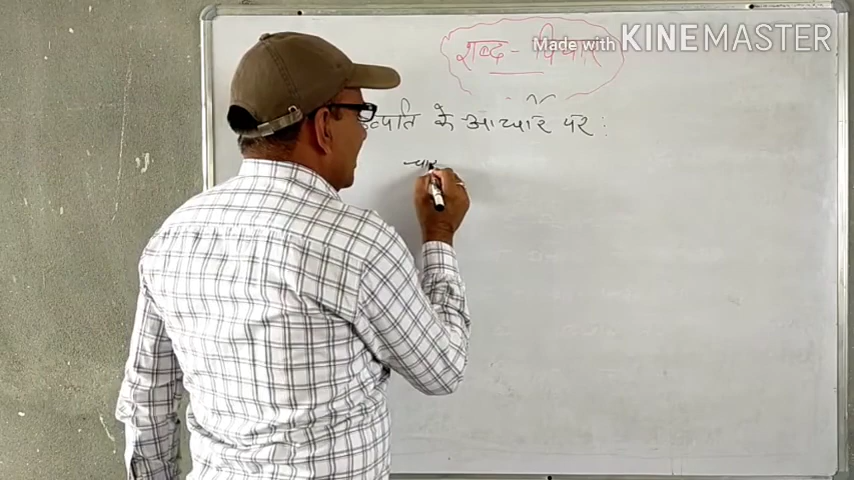 शब्द - विचार
Made with KINEMASTER
उत्पत्ति के आधार पर :
चार